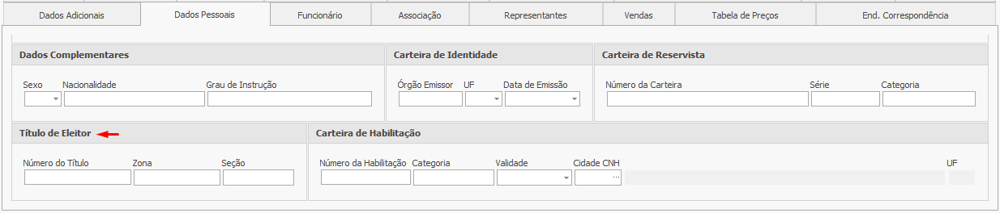 Dados Adicionais Dados Pessoais Funcionário Associação Representantes Vendas Tabela de Preços End. Correspondência
Dados Complementares Carteira de Identidade Carteira de Reservista
Sexo Nacionalidade Grau de Instrução Órgão Emissor UF Data de Emissão Número da Carteira Série Categoria
Título de Eleitor Carteira de Habilitação
Número do Título Zona Seção Número da Habilitação Categoria Validade Cidade CNH UF
...